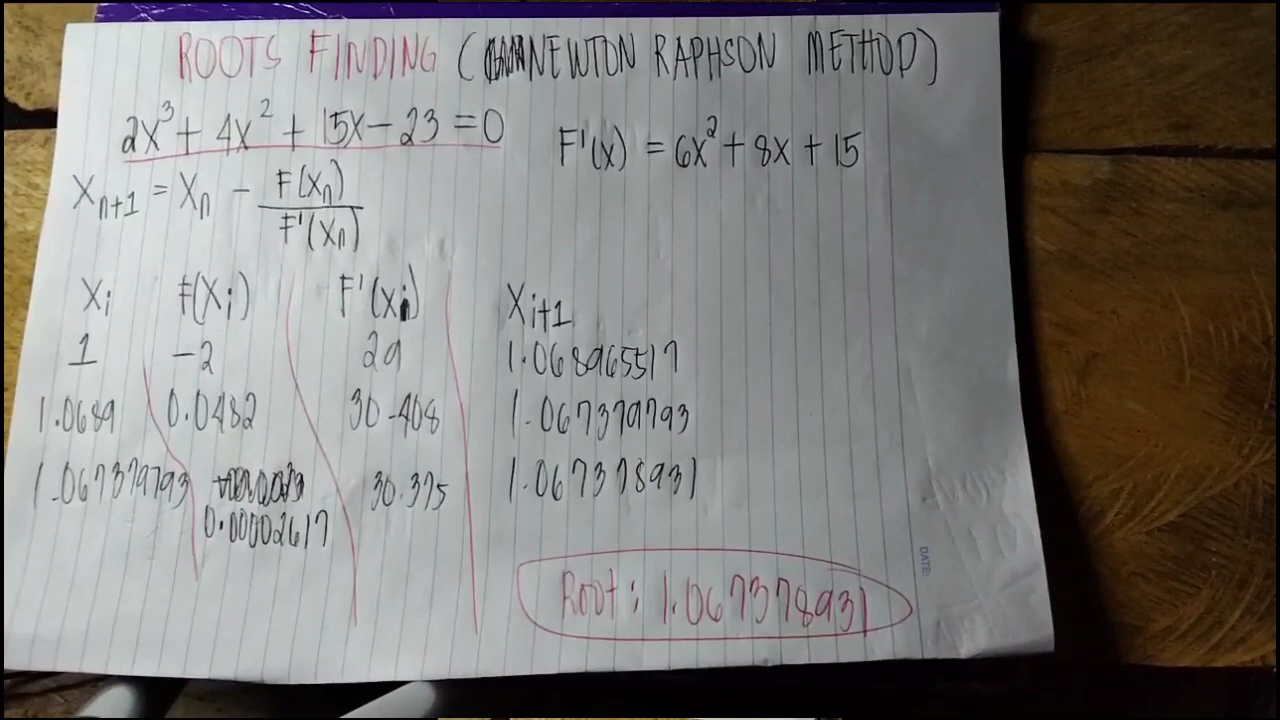 ROOTS FINDING (NEWTON RAPHSON METHOD)
2x³ + 4x² + 15x − 23 = 0
F'(x) = 6x² + 8x + 15
Xn+1 = Xn − F(Xn) / F'(Xn)
Xi f(Xi) F'(xi) Xi+1
1 −2 29 1.068965517
1.0689 0.0482 30.408 1.067379793
1.067379793 0.00002617 30.375 1.067378931
Root: 1.067378931
DATE: